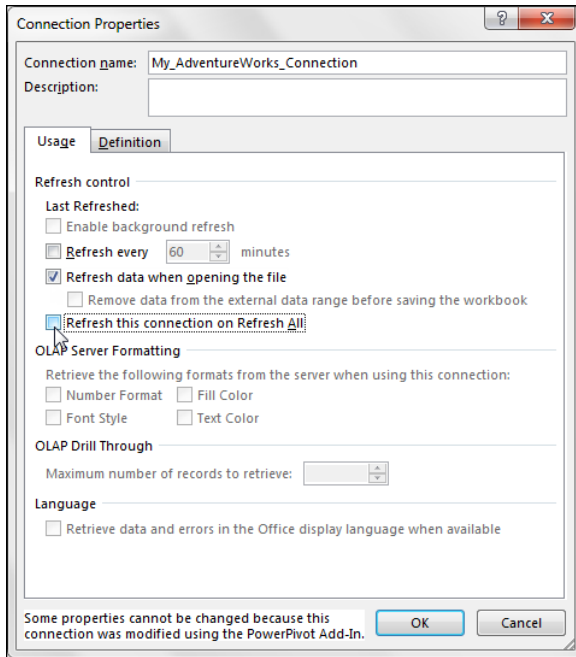 Connection Properties
?
Connection name: My_AdventureWorks_Connection
Description:
Usage Definition
Refresh control
Last Refreshed:
Enable background refresh
Refresh every 60 minutes
Refresh data when opening the file
Remove data from the external data range before saving the workbook
Refresh this connection on Refresh All
OLAP Server Formatting
Retrieve the following formats from the server when using this connection:
Number Format Fill Color
Font Style Text Color
OLAP Drill Through
Maximum number of records to retrieve:
Language
Retrieve data and errors in the Office display language when available
Some properties cannot be changed because this
connection was modified using the PowerPivot Add-In.
OK Cancel